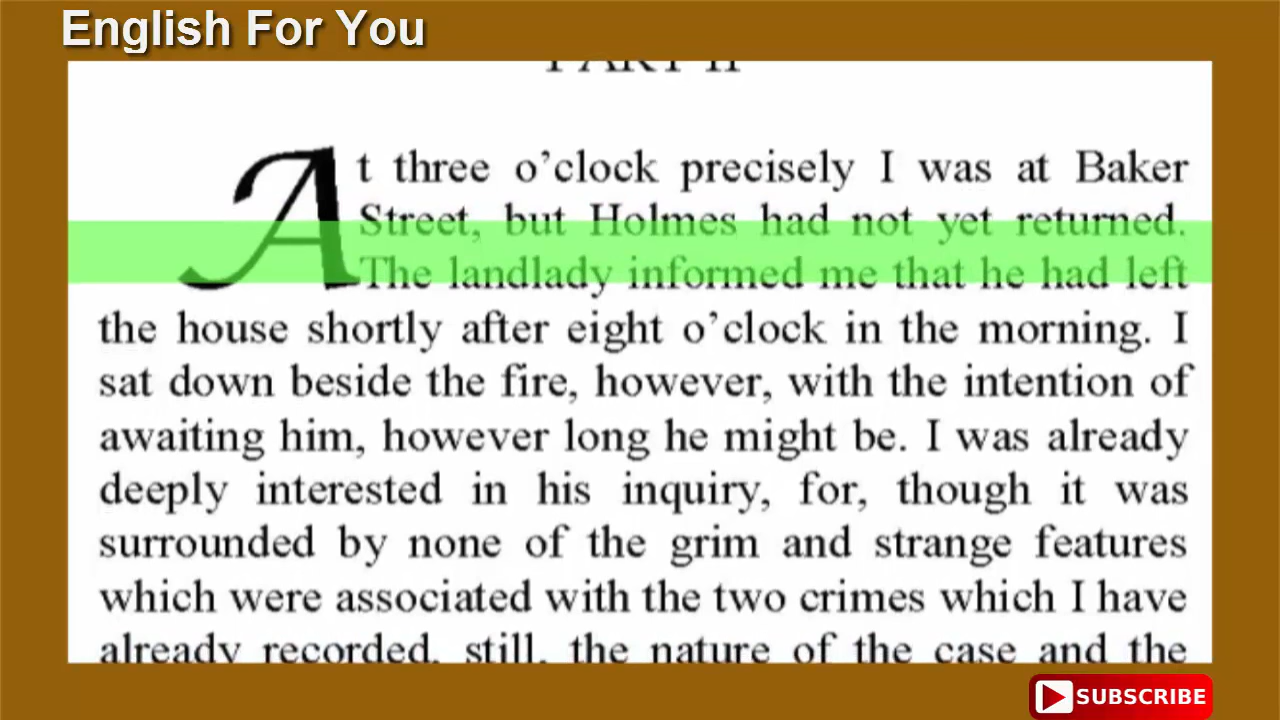 English For You
PART II
At three o’clock precisely I was at Baker
Street, but Holmes had not yet returned.
The landlady informed me that he had left
the house shortly after eight o’clock in the morning. I
sat down beside the fire, however, with the intention of
awaiting him, however long he might be. I was already
deeply interested in his inquiry, for, though it was
surrounded by none of the grim and strange features
which were associated with the two crimes which I have
already recorded, still, the nature of the case and the
SUBSCRIBE